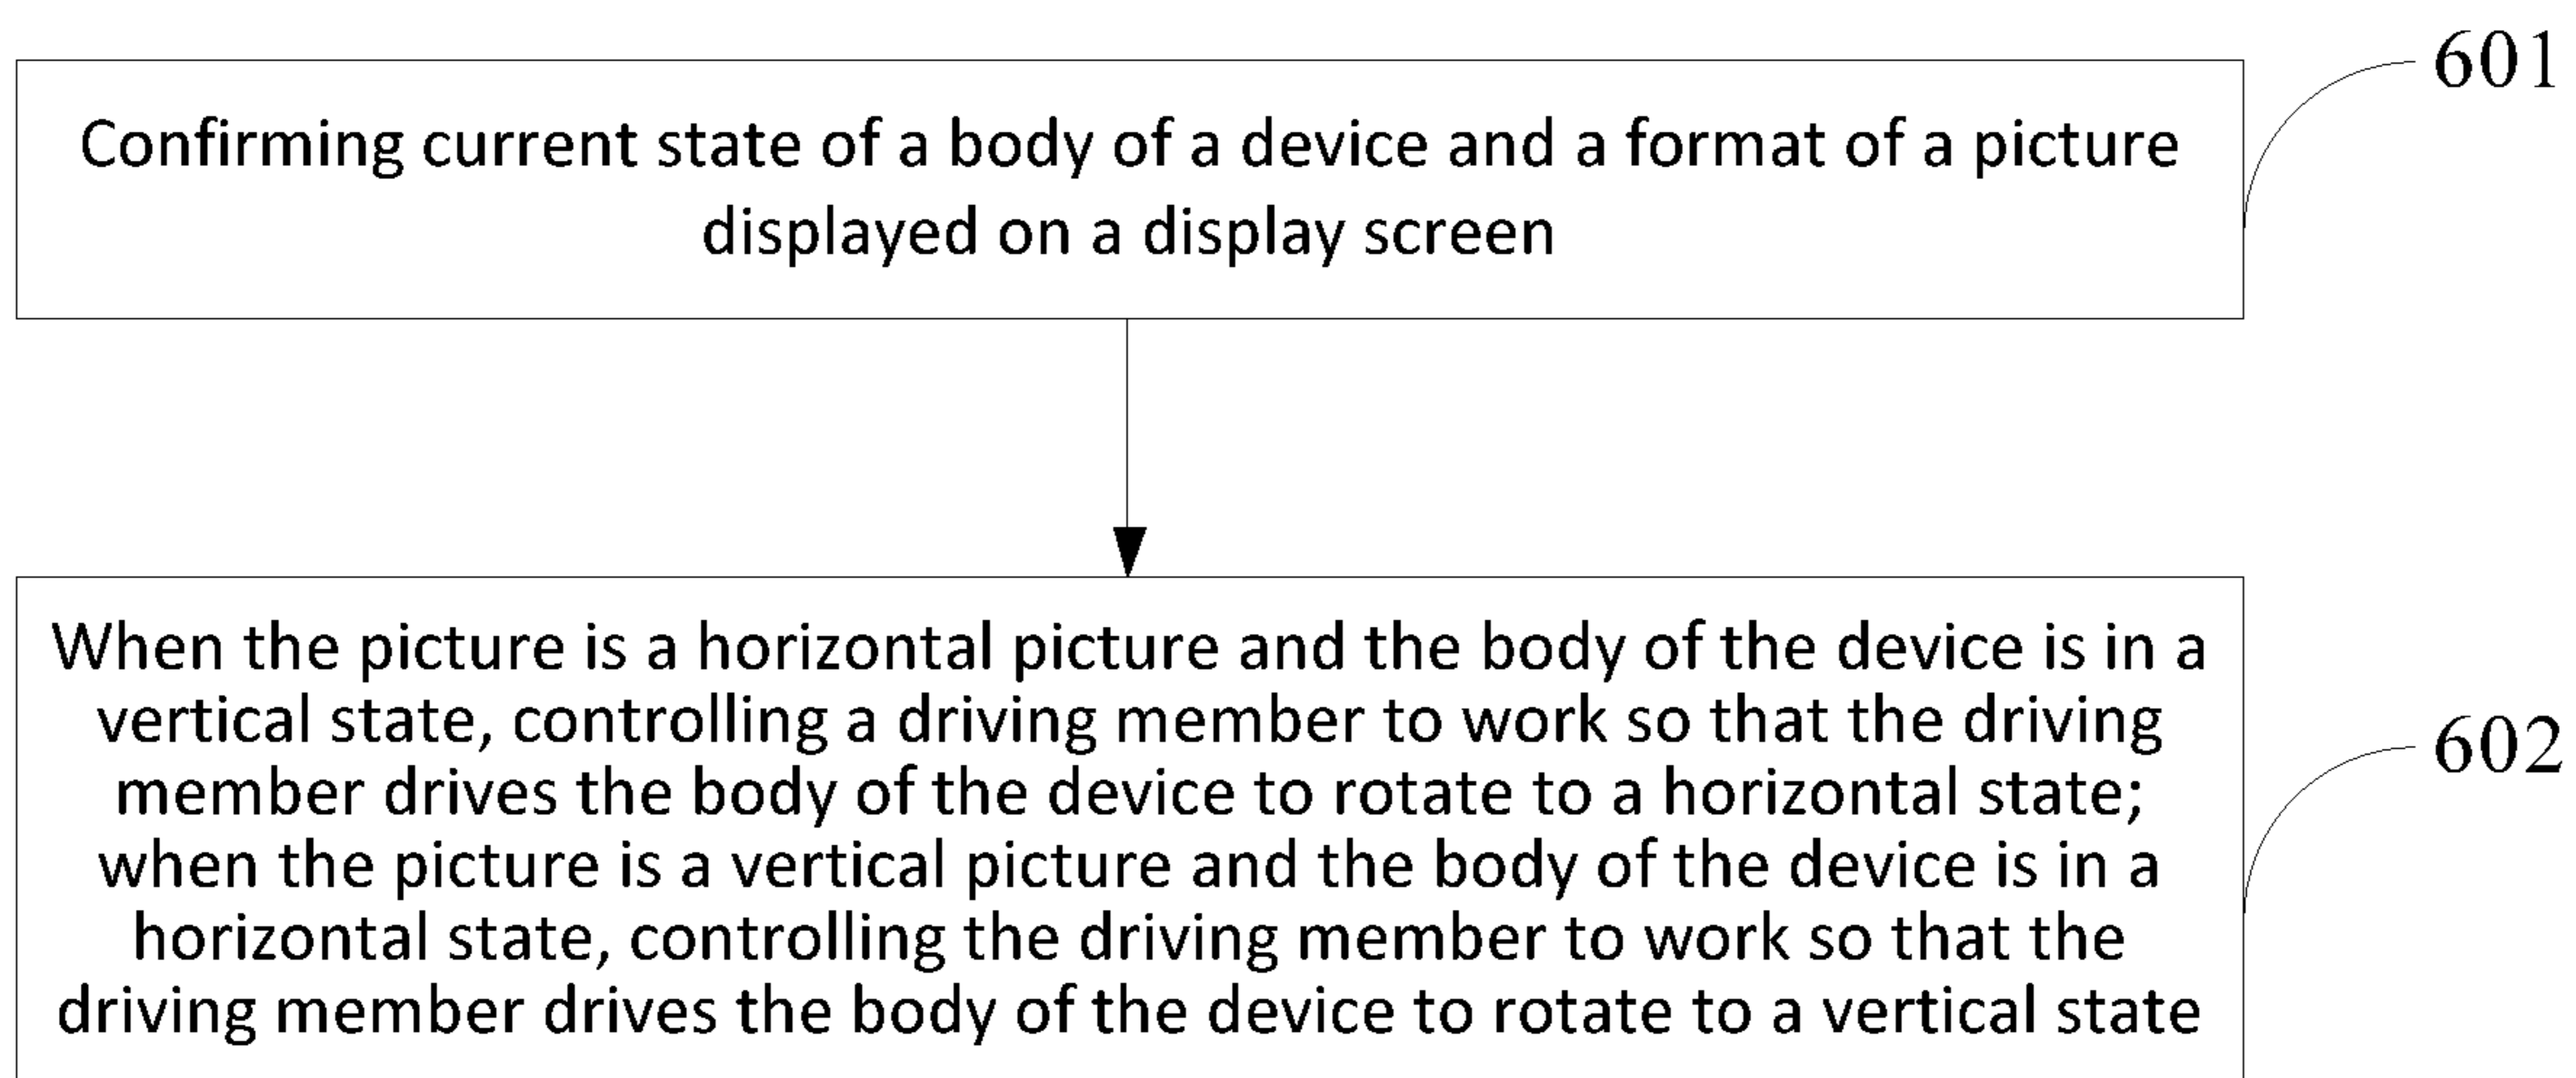 601
Confirming current state of a body of a device and a format of a picture
displayed on a display screen
When the picture is a horizontal picture and the body of the device is in a
vertical state, controlling a driving member to work so that the driving
member drives the body of the device to rotate to a horizontal state;
when the picture is a vertical picture and the body of the device is in a
horizontal state, controlling the driving member to work so that the
driving member drives the body of the device to rotate to a vertical state
602